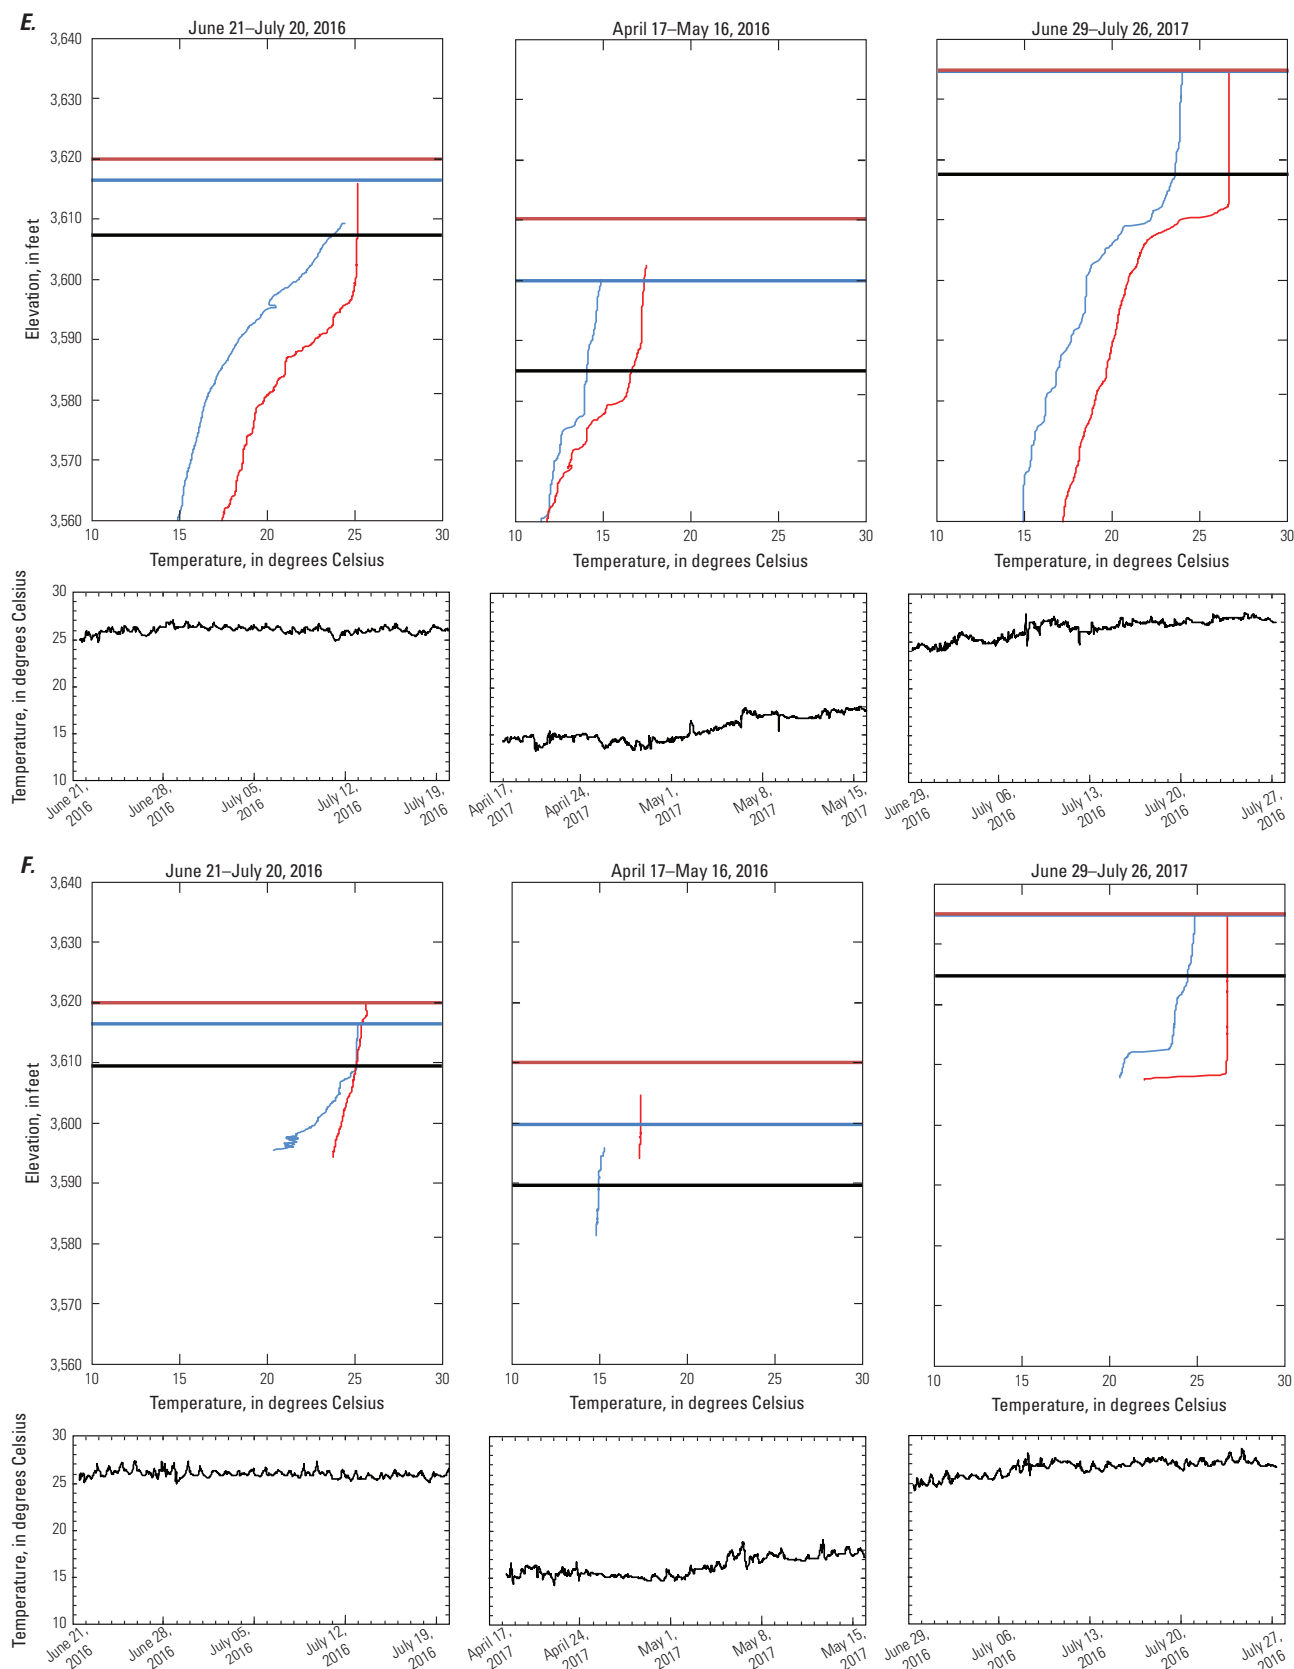 E.
June 21–July 20, 2016
April 17–May 16, 2016
June 29–July 26, 2017
3,640
3,630
3,620
3,610
3,600
3,590
3,580
3,570
3,560
Elevation, in feet
10 15 20 25 30
10 15 20 25 30
10 15 20 25 30
Temperature, in degrees Celsius
Temperature, in degrees Celsius
Temperature, in degrees Celsius
Temperature, in degrees Celsius
30
25
20
15
10
June 21, 2016
June 28, 2016
July 05, 2016
July 12, 2016
July 19, 2016
April 17, 2017
April 24, 2017
May 1, 2017
May 8, 2017
May 15, 2017
June 29, 2016
July 06, 2016
July 13, 2016
July 20, 2016
July 27, 2016
F.
June 21–July 20, 2016
April 17–May 16, 2016
June 29–July 26, 2017
3,640
3,630
3,620
3,610
3,600
3,590
3,580
3,570
3,560
Elevation, in feet
10 15 20 25 30
10 15 20 25 30
10 15 20 25 30
Temperature, in degrees Celsius
Temperature, in degrees Celsius
Temperature, in degrees Celsius
Temperature, in degrees Celsius
30
25
20
15
10
June 21, 2016
June 28, 2016
July 05, 2016
July 12, 2016
July 19, 2016
April 17, 2017
April 24, 2017
May 1, 2017
May 8, 2017
May 15, 2017
June 29, 2016
July 06, 2016
July 13, 2016
July 20, 2016
July 27, 2016